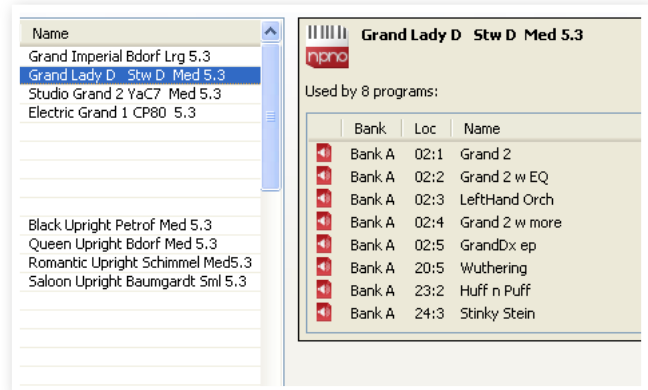 Name
Grand Imperial Bdorf Lrg 5.3
Grand Lady D   Stw D  Med 5.3
Studio Grand 2 YaC7  Med 5.3
Electric Grand 1 CP80  5.3
Black Upright Petrof Med 5.3
Queen Upright Bdorf Med 5.3
Romantic Upright Schimmel Med5.3
Saloon Upright Baumgardt Sml 5.3
npno
Grand Lady D   Stw D  Med 5.3
Used by 8 programs:
Bank Loc Name
Bank A 02:1 Grand 2
Bank A 02:2 Grand 2 w EQ
Bank A 02:3 LeftHand Orch
Bank A 02:4 Grand 2 w more
Bank A 02:5 GrandDx ep
Bank A 20:5 Wuthering
Bank A 23:2 Huff n Puff
Bank A 24:3 Stinky Stein